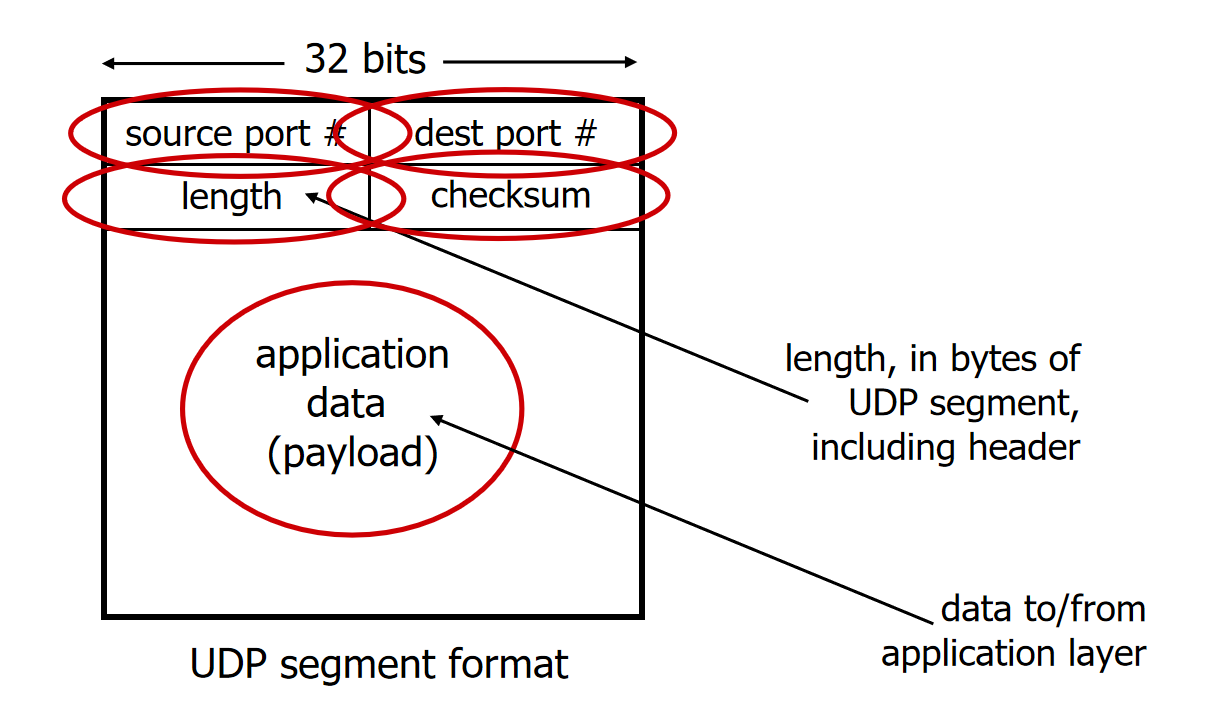 32 bits
source port #
dest port #
length
checksum
application
data
(payload)
length, in bytes of
UDP segment,
including header
data to/from
application layer
UDP segment format